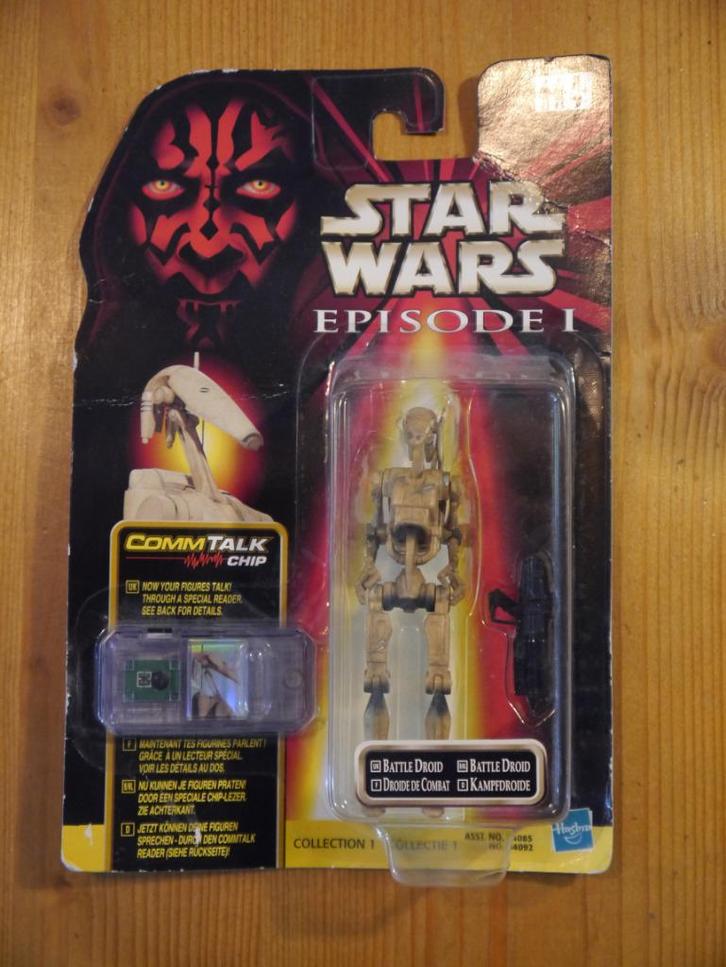 STAR
WARS
EPISODE I
COMMTALK
CHIP
UK NOW YOUR FIGURES TALK!
THROUGH A SPECIAL READER.
SEE BACK FOR DETAILS.
F MAINTENANT TES FIGURINES PARLENT!
GRÂCE À UN LECTEUR SPÉCIAL.
VOIR LES DÉTAILS AU DOS.
B/NL NU KUNNEN JE FIGUREN PRATEN!
DOOR EEN SPECIALE CHIP-LEZER.
ZIE ACHTERKANT.
D JETZT KÖNNEN DEINE FIGUREN
SPRECHEN - DURCH DEN COMMTALK
READER (SIEHE RÜCKSEITE)!
UK BATTLE DROID
BATTLE DROID
F DROIDE DE COMBAT
D KAMPFDROIDE
COLLECTION 1
COLLECTIE 1
ASST. NO.
NO.
Hasbro